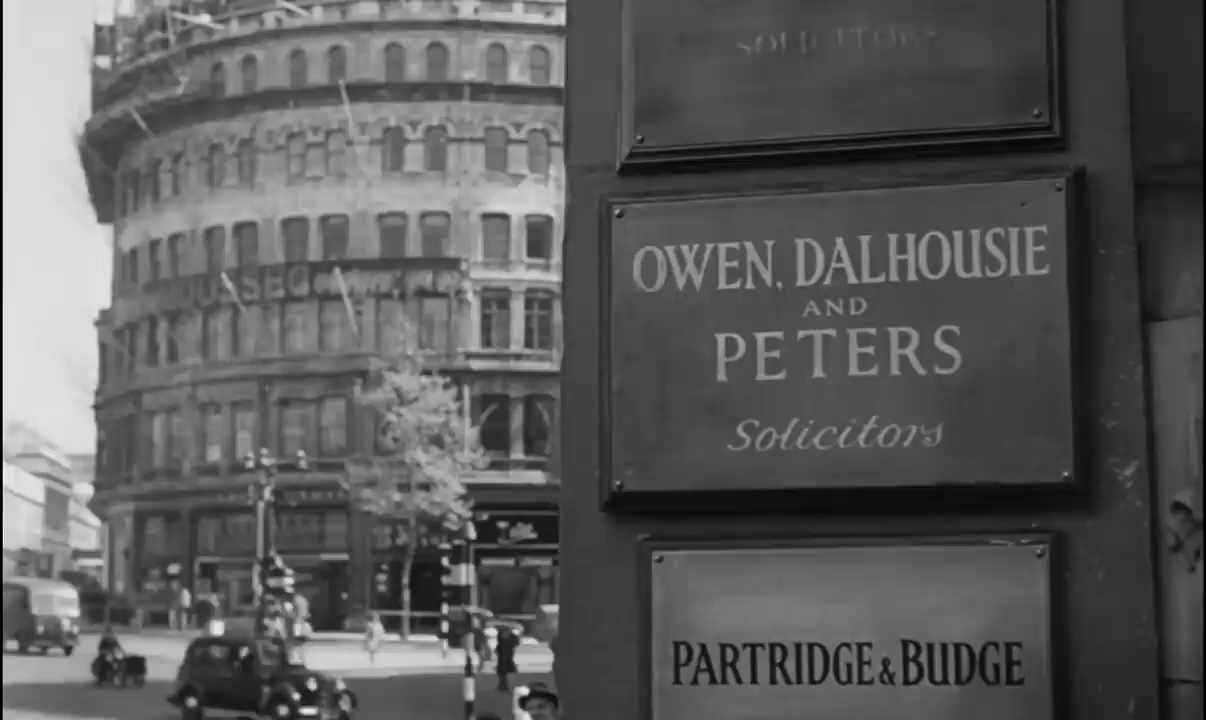 SOLICITORS
OWEN, DALHOUSIE
AND
PETERS
Solicitors
PARTRIDGE & BUDGE